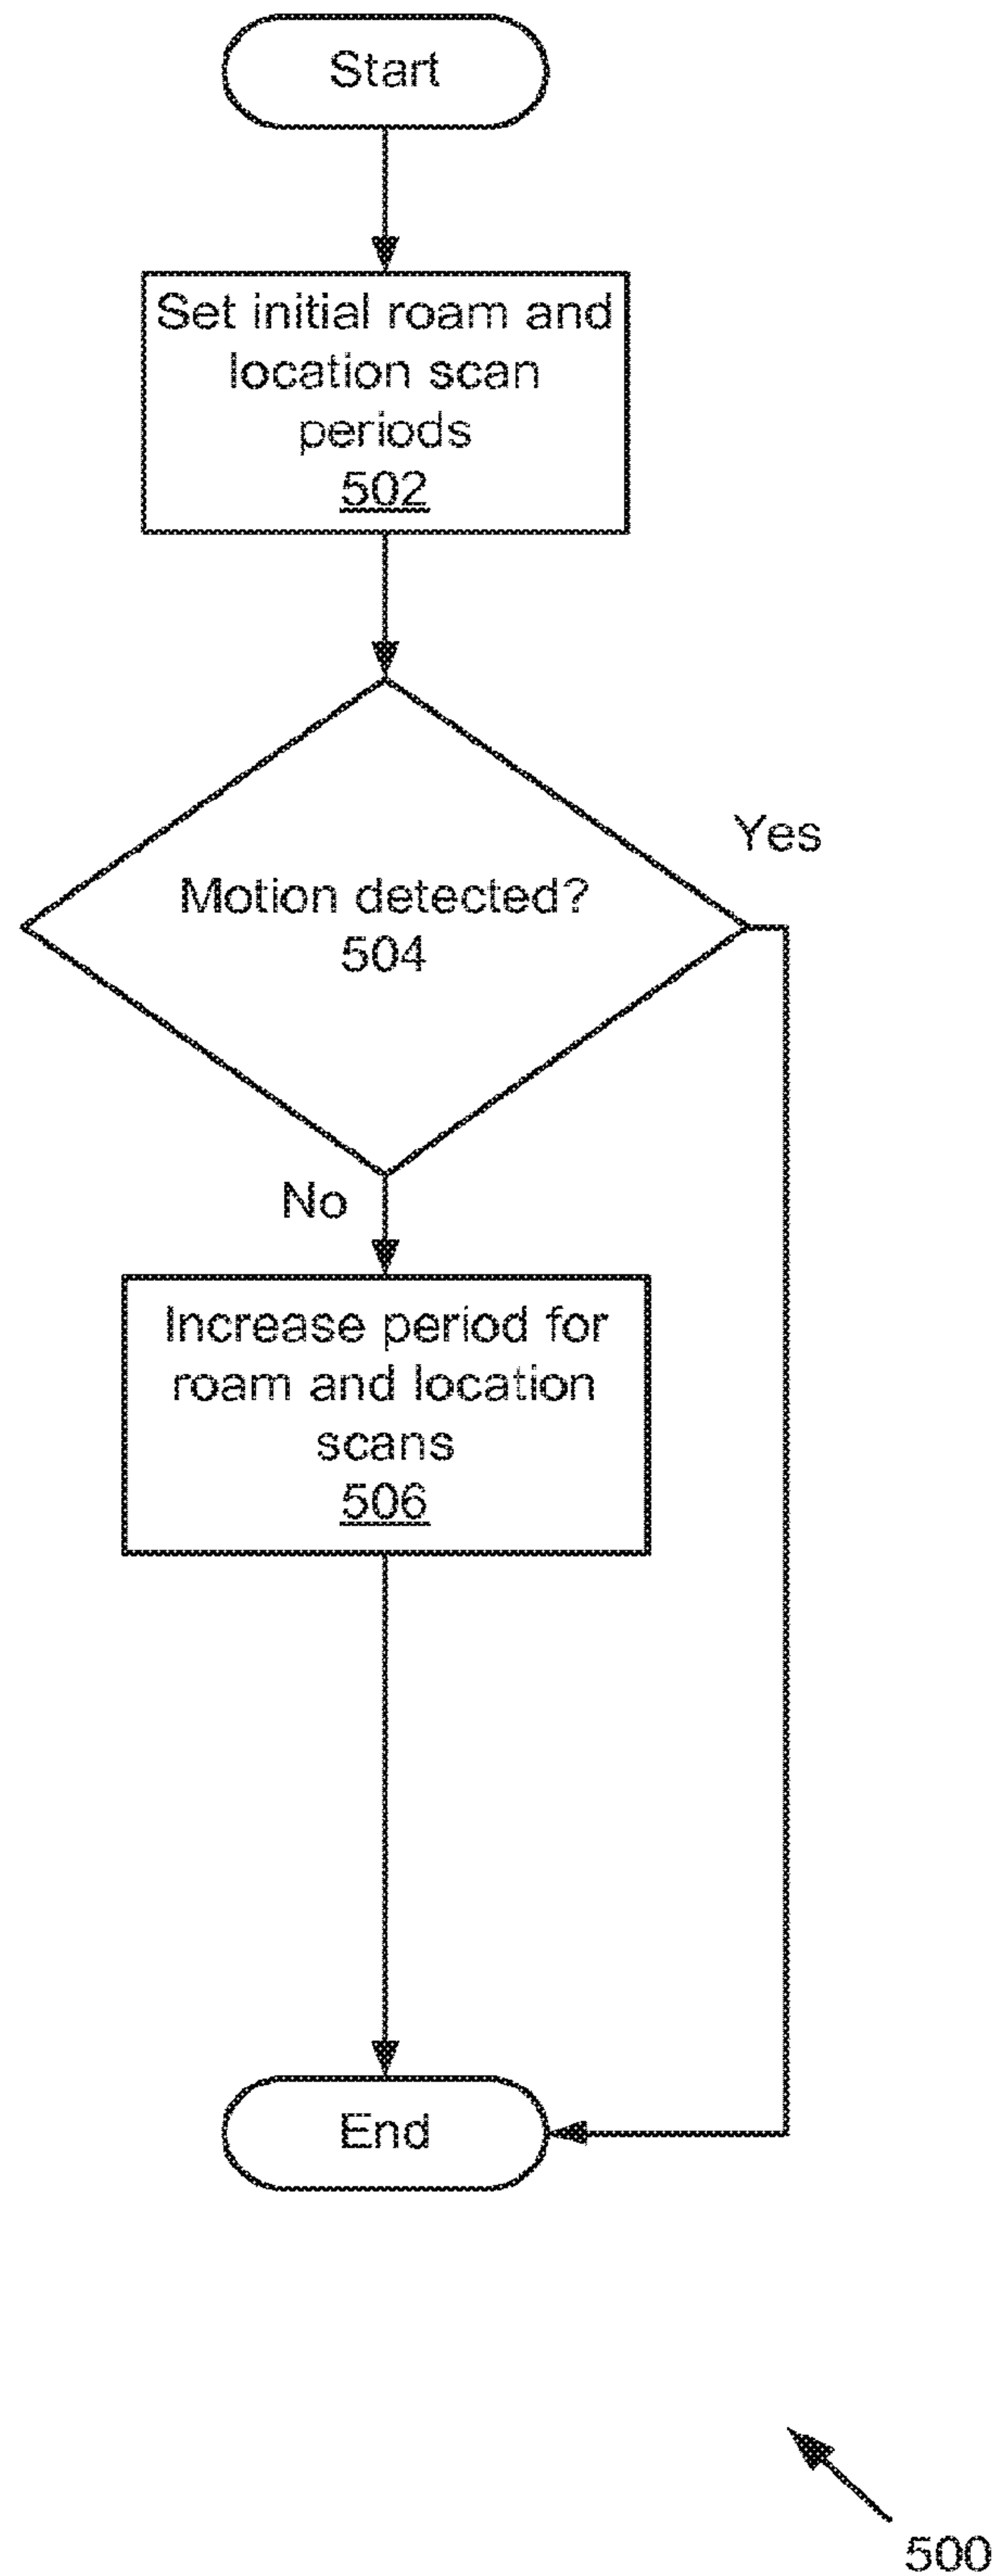 Start
Set initial roam and
location scan
periods
502
Yes
Motion detected?
504
No
Increase period for
roam and location
scans
506
End
500